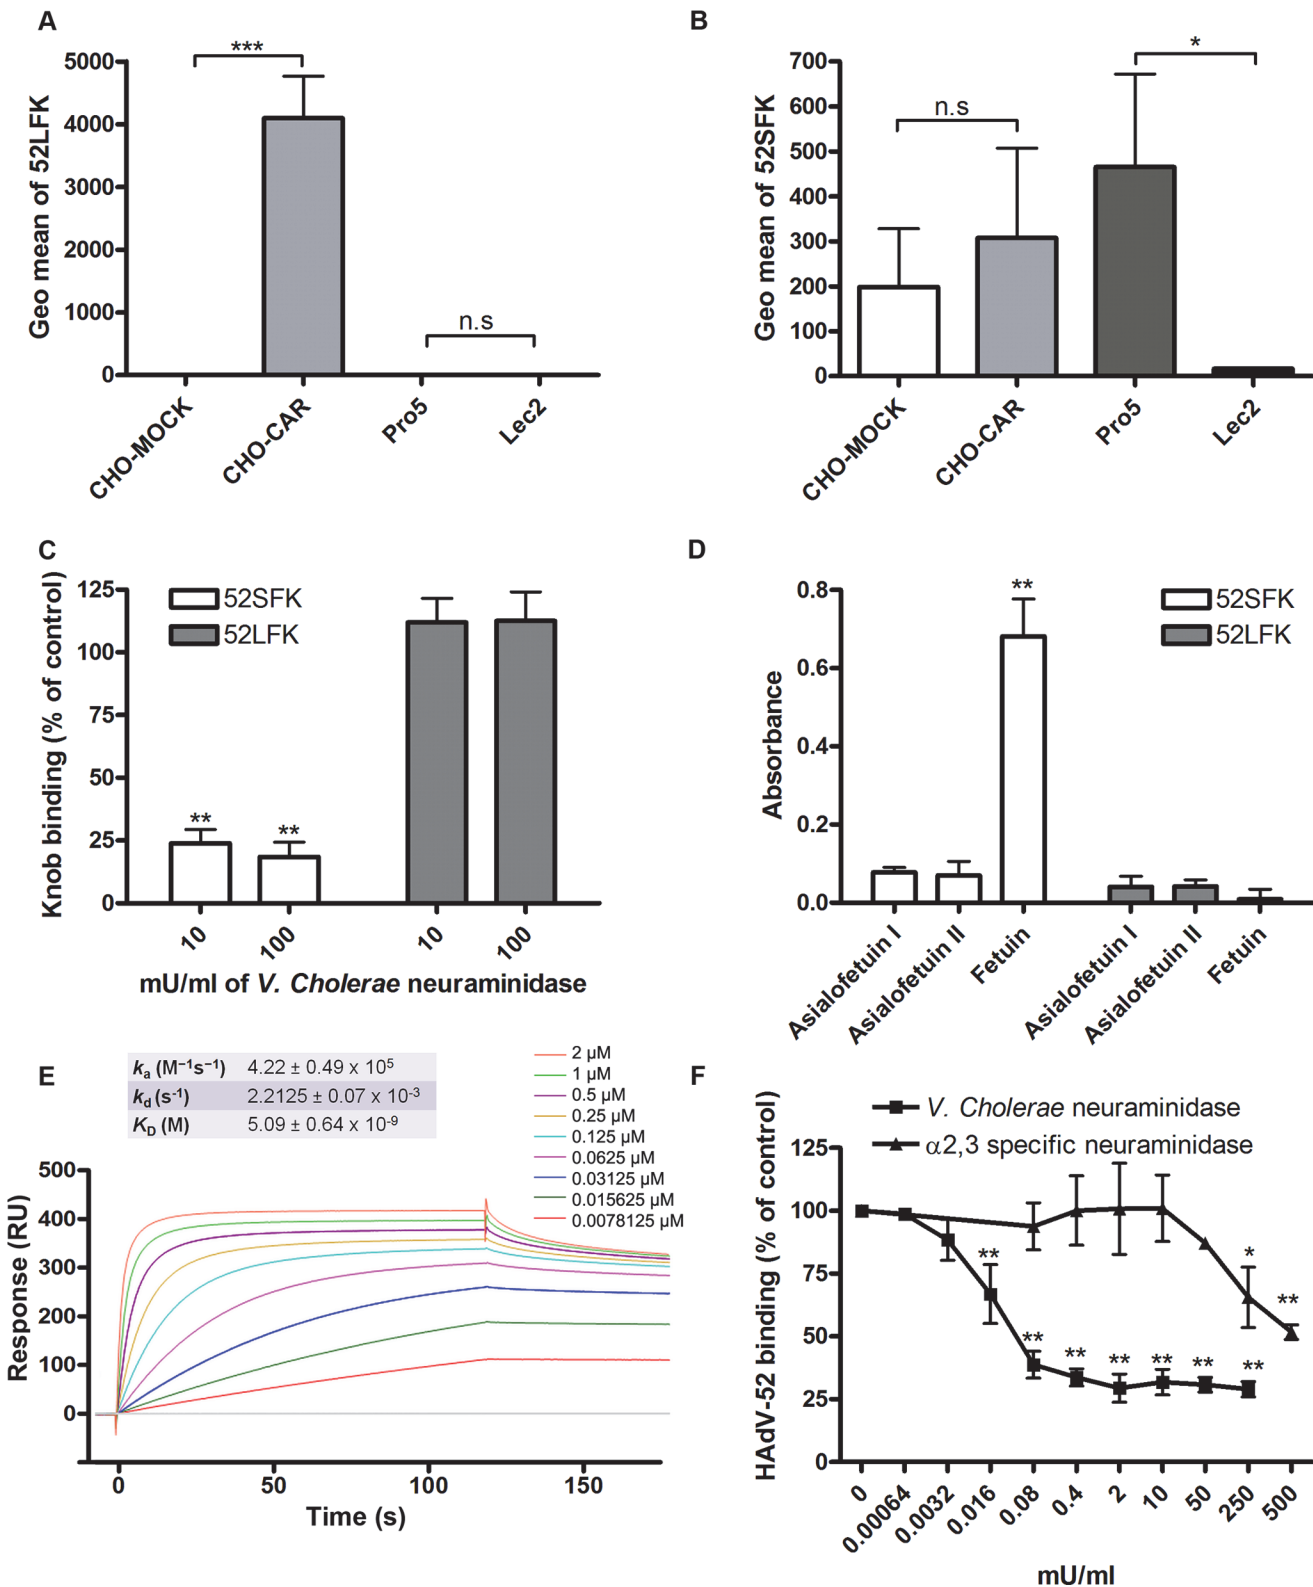 A
***
5000
4000
3000
2000
1000
0
Geo mean of 52LFK
n.s
CHO-MOCK
CHO-CAR
Pro5
Lec2
B
*
700
600
500
400
300
200
100
0
Geo mean of 52SFK
n.s
CHO-MOCK
CHO-CAR
Pro5
Lec2
C
125
100
75
50
25
0
Knob binding (% of control)
52SFK
52LFK
**
**
10
100
10
100
mU/ml of V. Cholerae neuraminidase
D
0.8
0.6
0.4
0.2
0.0
Absorbance
**
52SFK
52LFK
Asialofetuin I
Asialofetuin II
Fetuin
Asialofetuin I
Asialofetuin II
Fetuin
E
ka (M⁻¹s⁻¹) 4.22 ± 0.49 x 10⁵
kd (s-¹) 2.2125 ± 0.07 x 10-³
KD (M) 5.09 ± 0.64 x 10-⁹
2 µM
1 µM
0.5 µM
0.25 µM
0.125 µM
0.0625 µM
0.03125 µM
0.015625 µM
0.0078125 µM
500
400
300
200
100
0
Response (RU)
0
50
100
150
Time (s)
F
V. Cholerae neuraminidase
α2,3 specific neuraminidase
125
100
75
50
25
0
HAdV-52 binding (% of control)
**
**
**
**
**
**
**
*
**
0
0.00064
0.0032
0.016
0.08
0.4
2
10
50
250
500
mU/ml